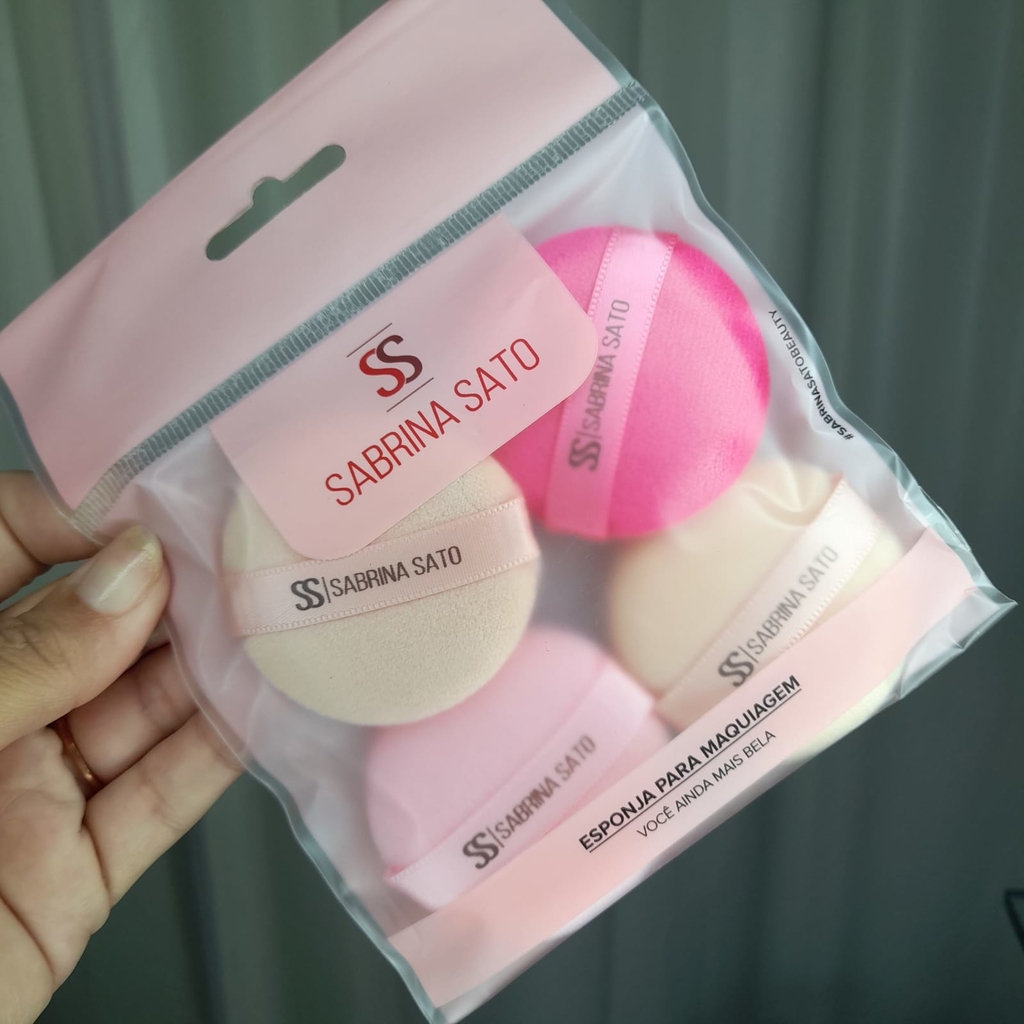 SS
SABRINA SATO
SS|SABRINA SATO
SS|SABRINA SATO
SS|SABRINA SATO
SS|SABRINA SATO
#SABRINASATOBEAUTY
ESPONJA PARA MAQUIAGEM
VOCÊ AINDA MAIS BELA